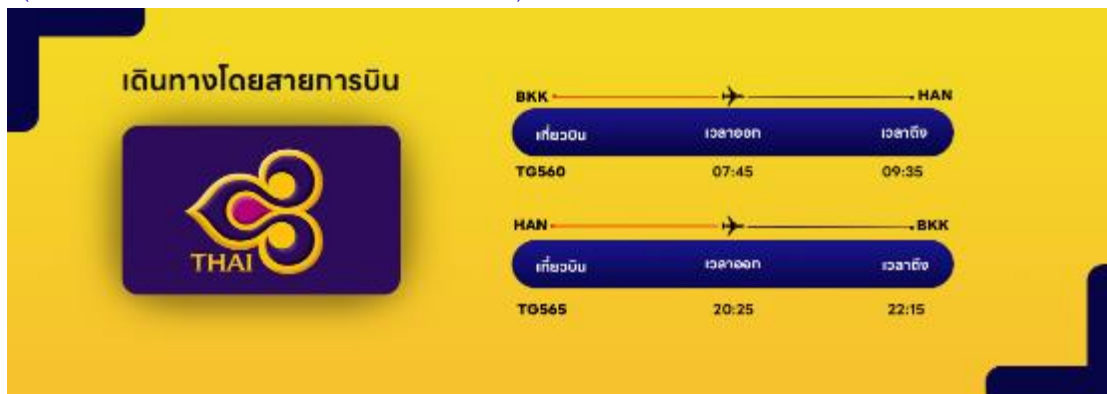 เดินทางโดยสายการบิน
THAI
BKK HAN
เที่ยวบิน เวลาออก เวลาถึง
TG560 07:45 09:35
HAN BKK
เที่ยวบิน เวลาออก เวลาถึง
TG565 20:25 22:15